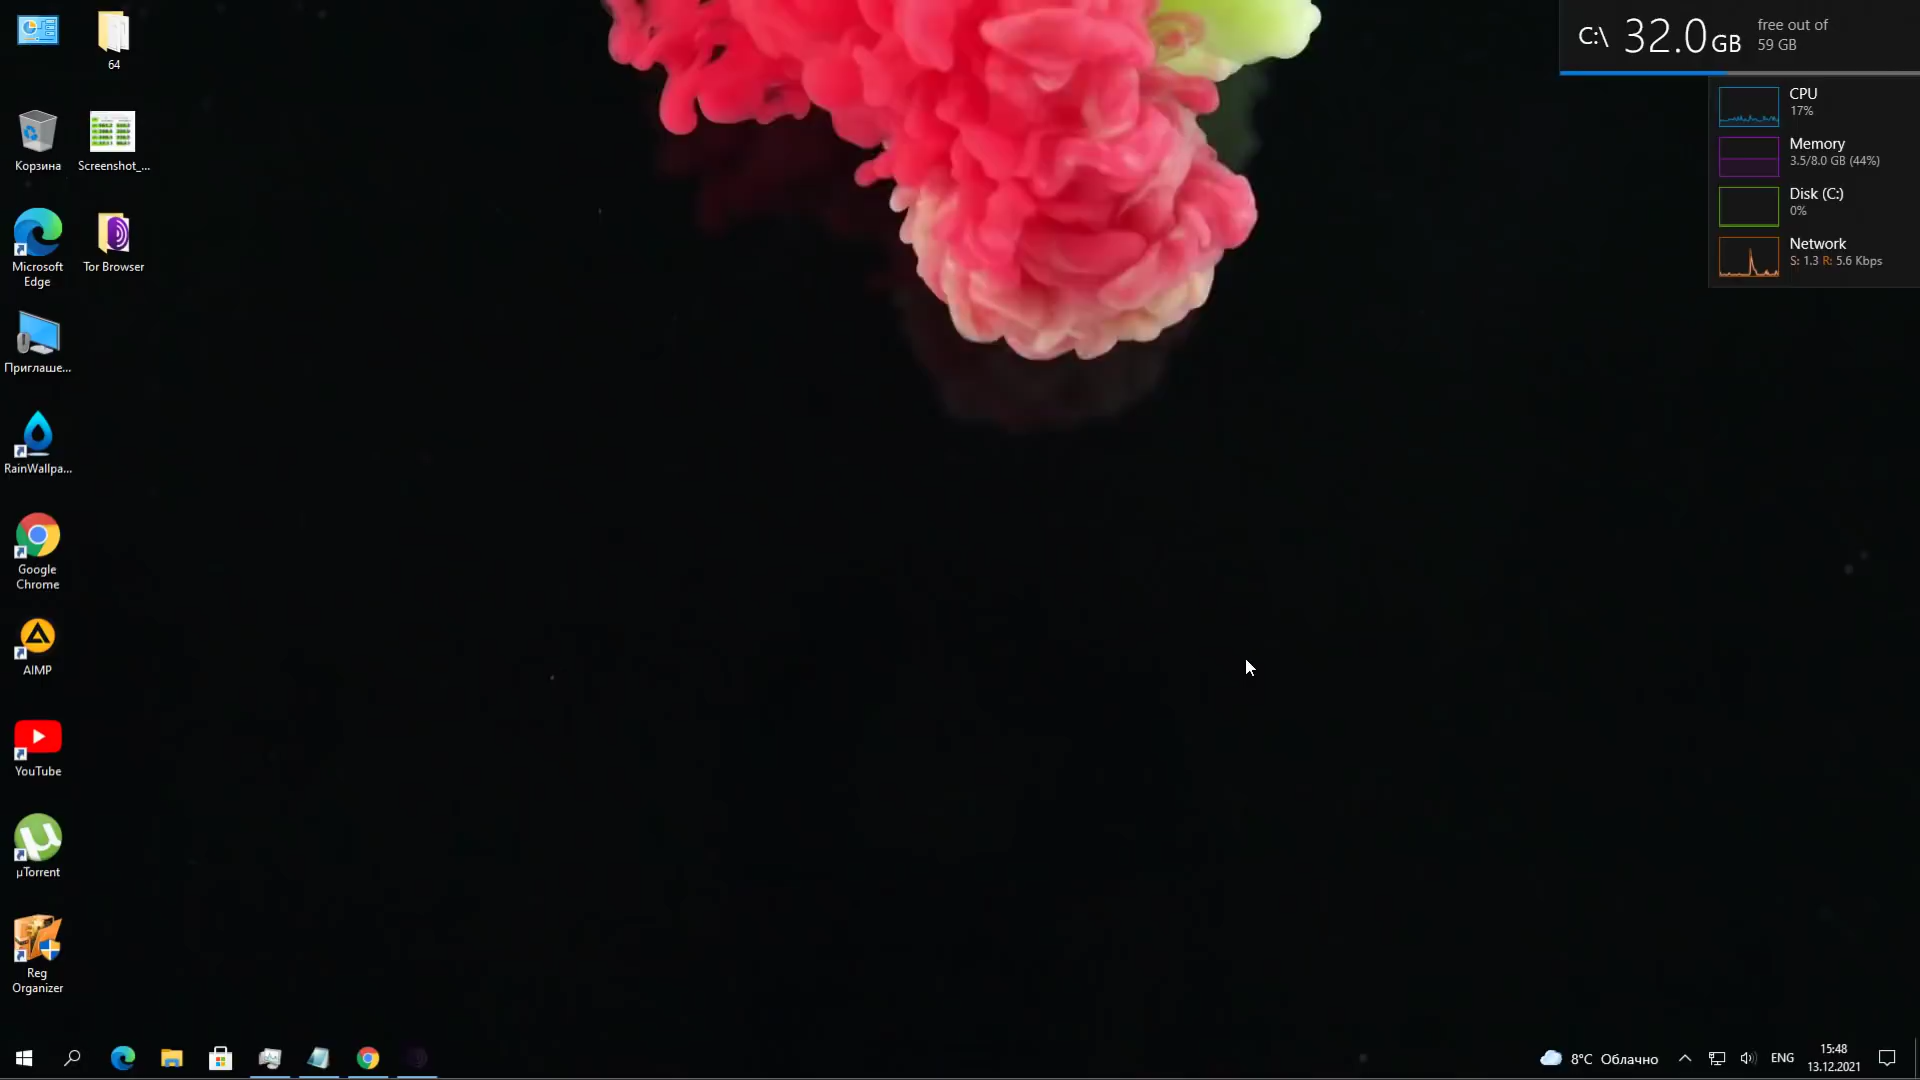 64
Корзина
Screenshot_...
Microsoft
Edge
Tor Browser
Приглаше...
RainWallpa...
Google
Chrome
AIMP
YouTube
µTorrent
Reg
Organizer
C:\ 32.0 GB
free out of
59 GB
CPU
17%
Memory
3.5/8.0 GB (44%)
Disk (C:)
0%
Network
S: 1.3 R: 5.6 Kbps
8°C Облачно
ENG
15:48
13.12.2021